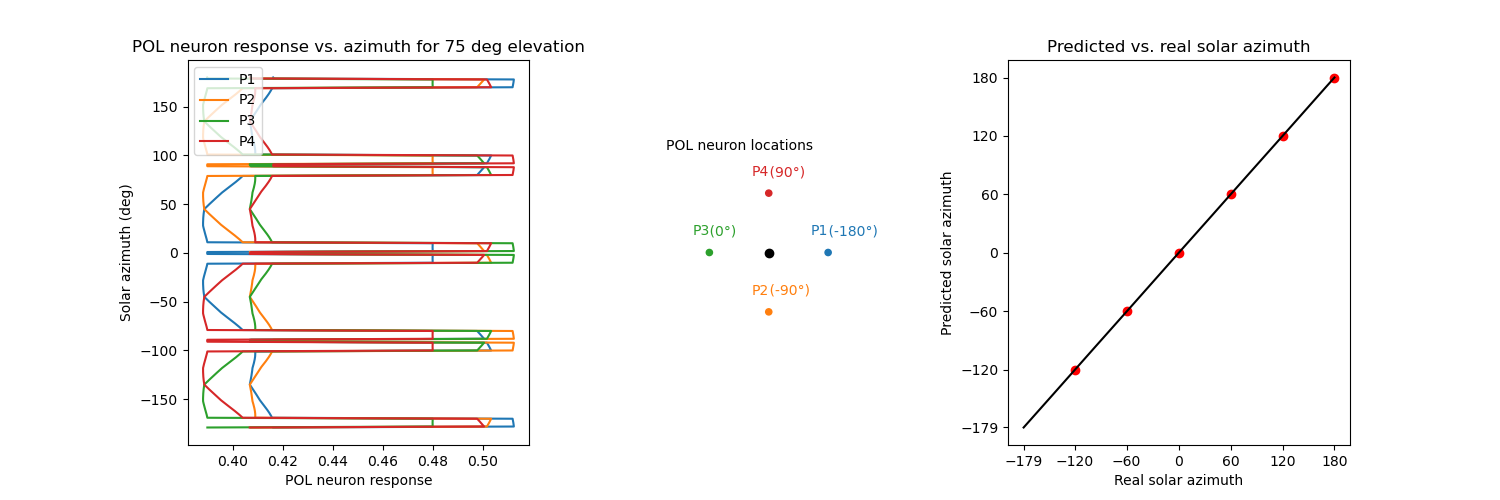 POL neuron response vs. azimuth for 75 deg elevation
P1
P2
P3
P4
Solar azimuth (deg)
150
100
50
0
−50
−100
−150
0.40 0.42 0.44 0.46 0.48 0.50
POL neuron response
POL neuron locations
P4(90°)
P3(0°)
P1(-180°)
P2(-90°)
Predicted vs. real solar azimuth
Predicted solar azimuth
180
120
60
0
−60
−120
−179
−179 −120 −60 0 60 120 180
Real solar azimuth